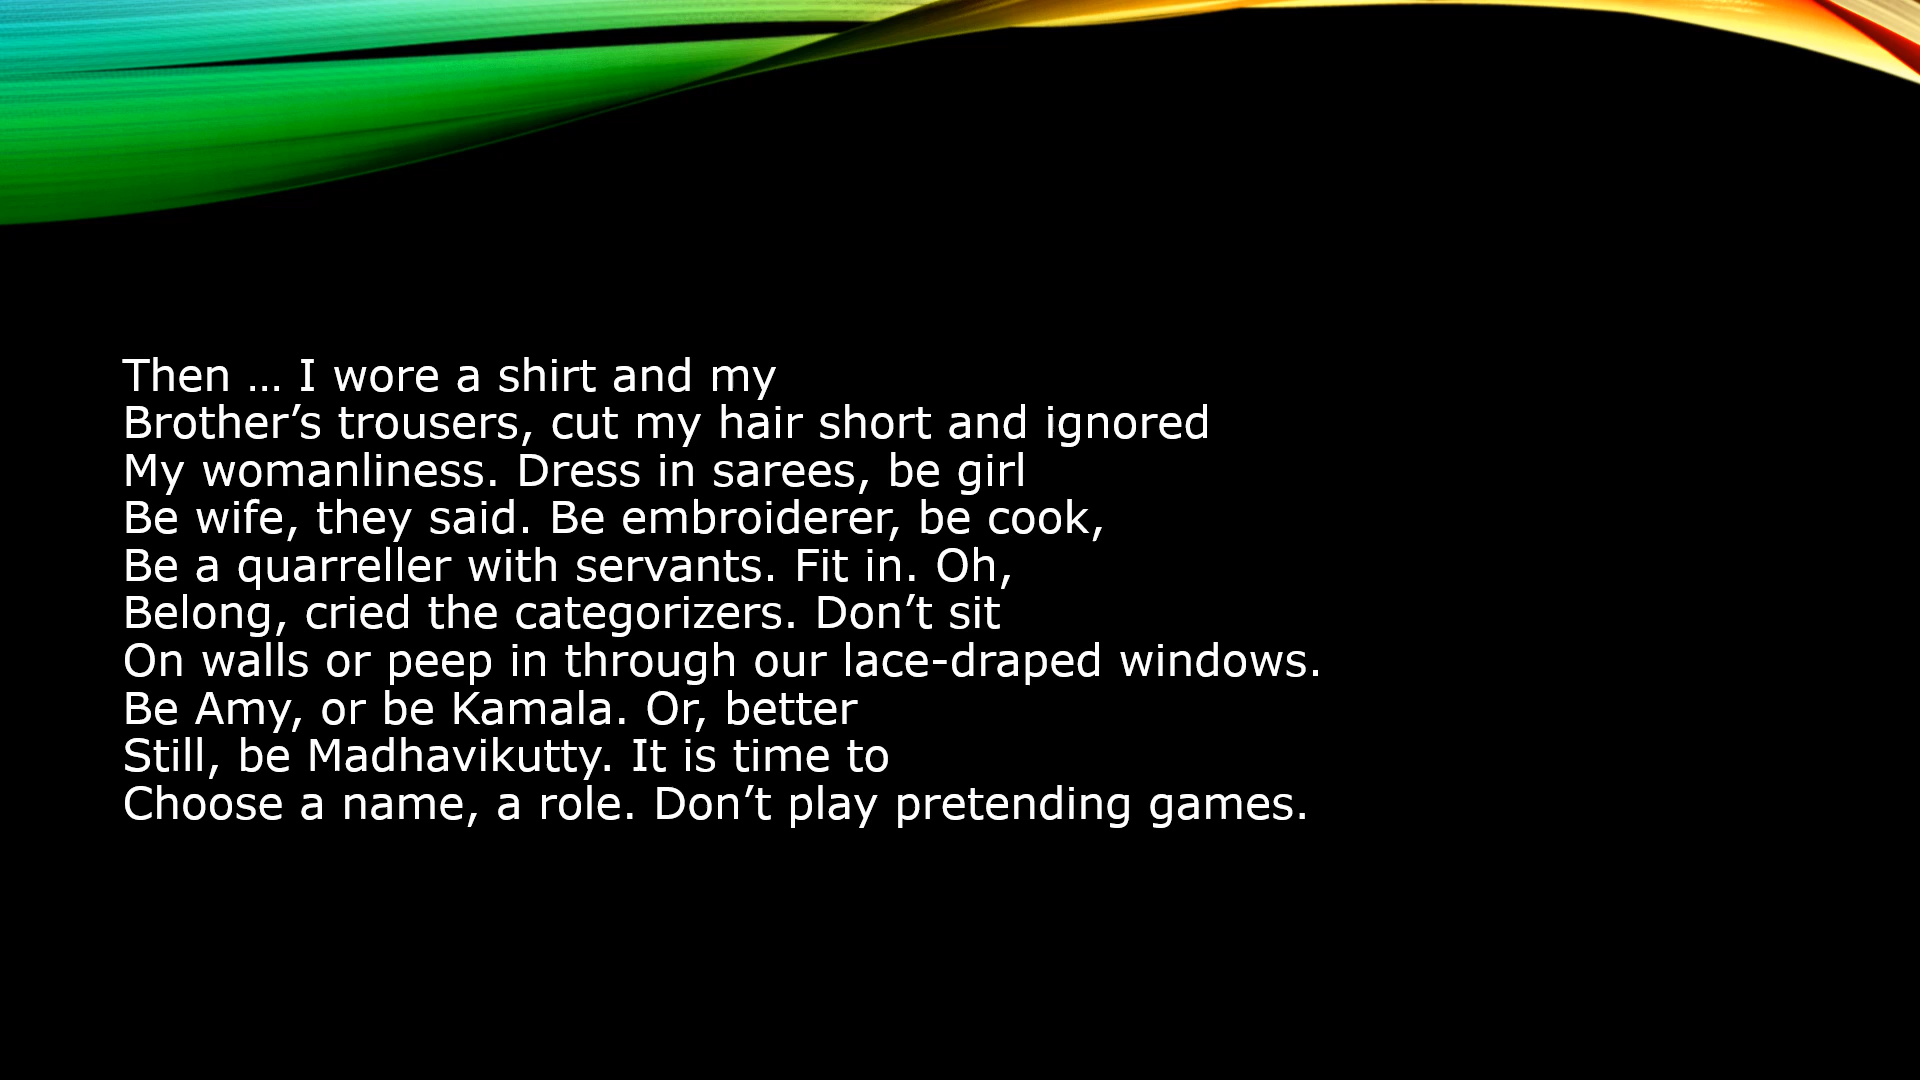 Then … I wore a shirt and my
Brother’s trousers, cut my hair short and ignored
My womanliness. Dress in sarees, be girl
Be wife, they said. Be embroiderer, be cook,
Be a quarreller with servants. Fit in. Oh,
Belong, cried the categorizers. Don’t sit
On walls or peep in through our lace-draped windows.
Be Amy, or be Kamala. Or, better
Still, be Madhavikutty. It is time to
Choose a name, a role. Don’t play pretending games.